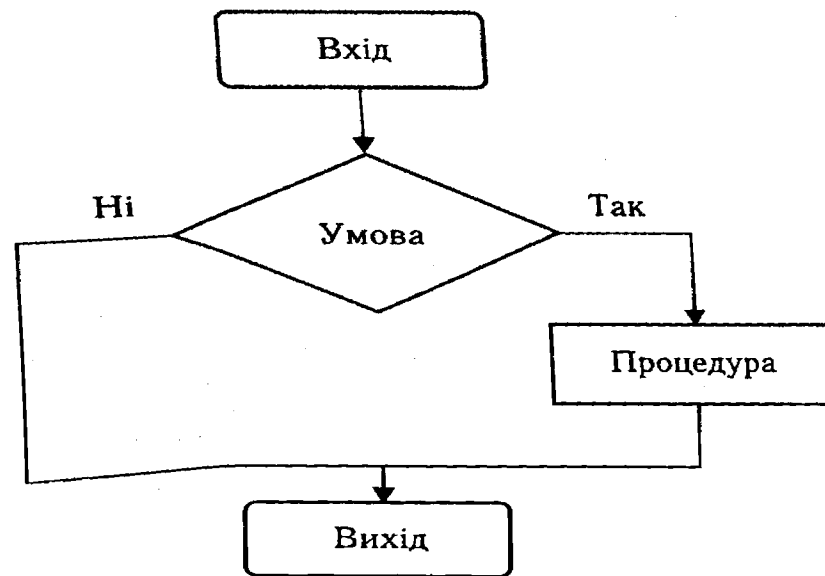 Вхід
Ні
Умова
Так
Процедура
Вихід